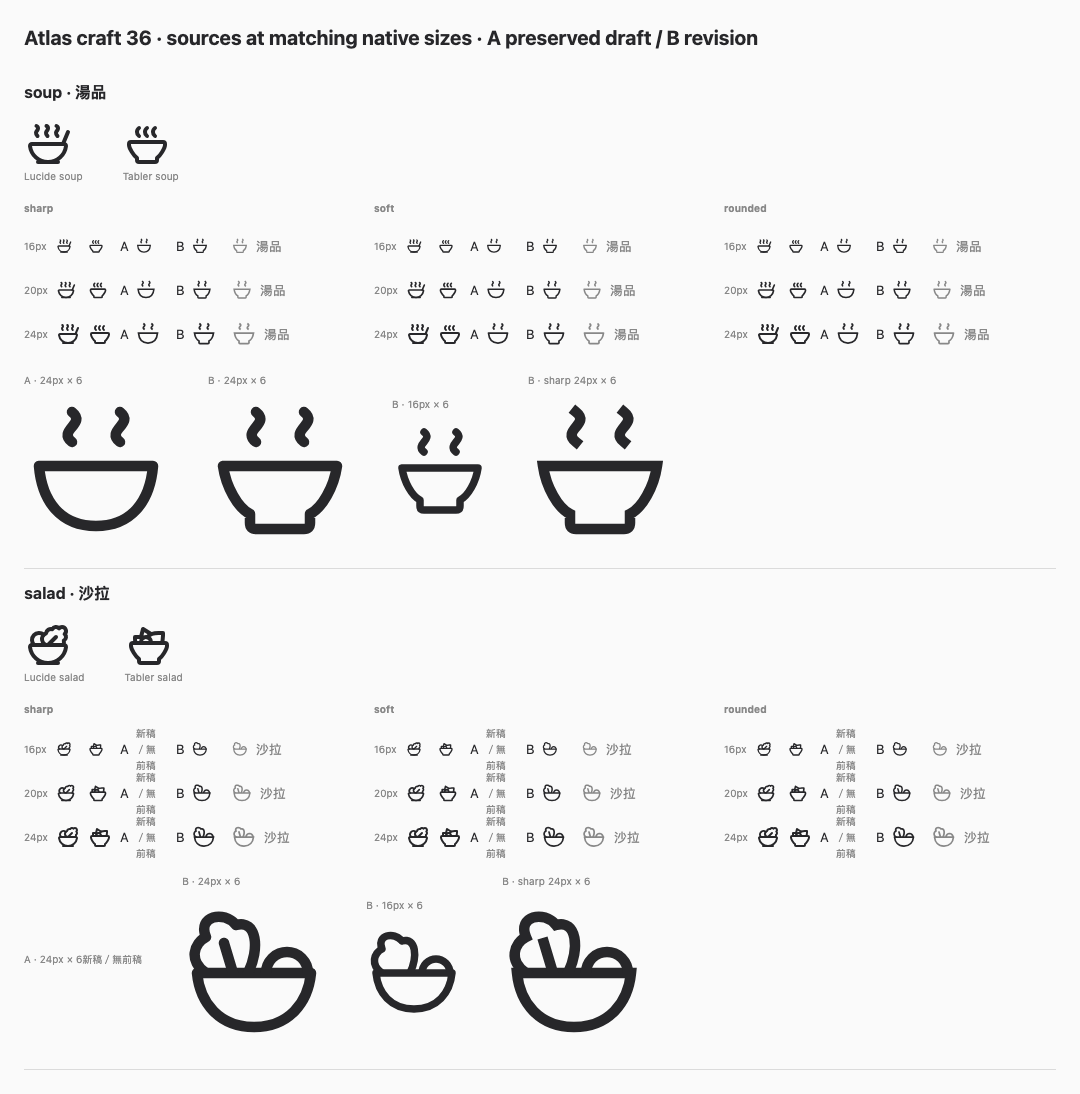 Atlas craft 36 · sources at matching native sizes · A preserved draft / B revision
soup · 湯品
Lucide soup
Tabler soup
sharp
soft
rounded
16px A B 湯品
16px A B 湯品
16px A B 湯品
20px A B 湯品
20px A B 湯品
20px A B 湯品
24px A B 湯品
24px A B 湯品
24px A B 湯品
A · 24px × 6
B · 24px × 6
B · 16px × 6
B · sharp 24px × 6
salad · 沙拉
Lucide salad
Tabler salad
sharp
soft
rounded
16px A 新稿 / 無前稿 B 沙拉
16px A 新稿 / 無前稿 B 沙拉
16px A 新稿 / 無前稿 B 沙拉
20px A 新稿 / 無前稿 B 沙拉
20px A 新稿 / 無前稿 B 沙拉
20px A 新稿 / 無前稿 B 沙拉
24px A 新稿 / 無前稿 B 沙拉
24px A 新稿 / 無前稿 B 沙拉
24px A 新稿 / 無前稿 B 沙拉
A · 24px × 6新稿 / 無前稿
B · 24px × 6
B · 16px × 6
B · sharp 24px × 6